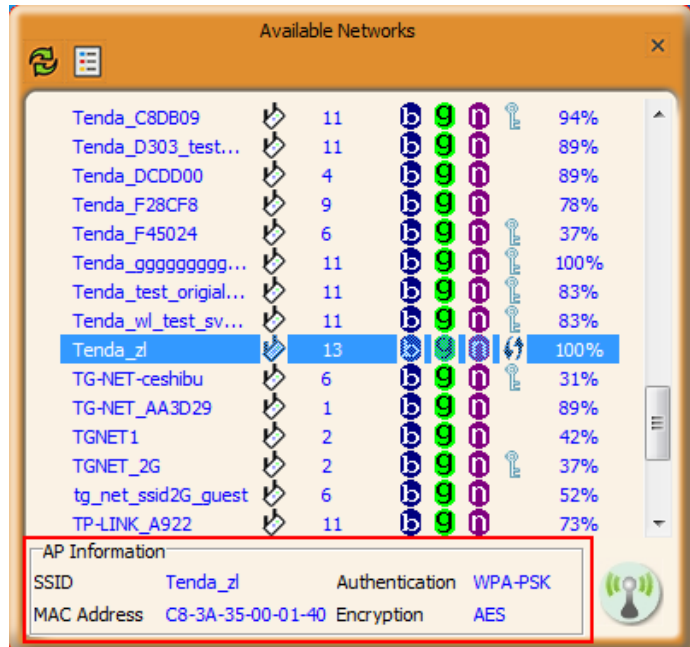 Available Networks
Tenda_C8DB09 11 b g n 94%
Tenda_D303_test... 11 b g n 89%
Tenda_DCDD00 4 b g n 89%
Tenda_F28CF8 9 b g n 78%
Tenda_F45024 6 b g n 37%
Tenda_ggggggggg... 11 b g n 100%
Tenda_test_origial... 11 b g n 83%
Tenda_wl_test_sv... 11 b g n 83%
Tenda_zl 13 b g n 100%
TG-NET-ceshibu 6 b g n 31%
TG-NET_AA3D29 1 b g n 89%
TGNET1 2 b g n 42%
TGNET_2G 2 b g n 37%
tg_net_ssid2G_guest 6 b g n 52%
TP-LINK_A922 11 b g n 73%
AP Information
SSID Tenda_zl Authentication WPA-PSK
MAC Address C8-3A-35-00-01-40 Encryption AES